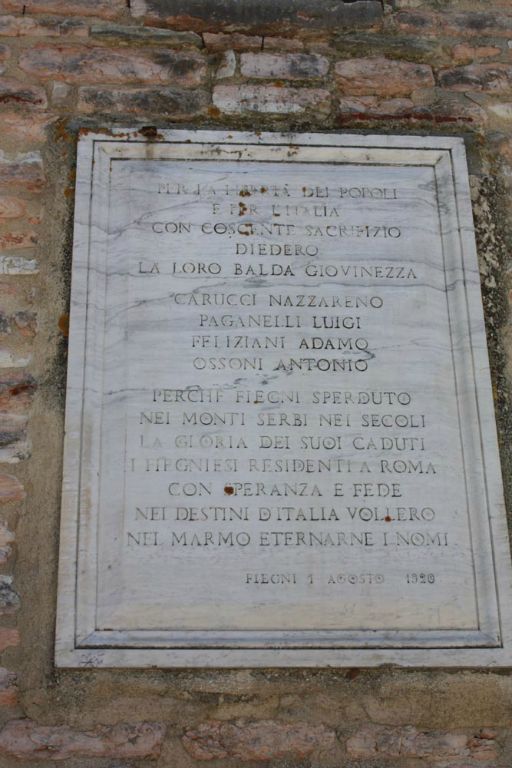 PER LA LIBERTÀ DEI POPOLI
E PER L'ITALIA
CON COSCENTE SACRIFIZIO
DIEDERO
LA LORO BALDA GIOVINEZZA
CARUCCI NAZZARENO
PAGANELLI LUIGI
FELIZIANI ADAMO
OSSONI ANTONIO
PERCHE FIEGNI SPERDUTO
NEI MONTI SERBI NEI SECOLI
LA GLORIA DEI SUOI CADUTI
I FIEGNIESI RESIDENTI A ROMA
CON SPERANZA E FEDE
NEI DESTINI D'ITALIA VOLLERO
NEL MARMO ETERNARNE I NOMI
FIEGNI 1 AGOSTO 1920